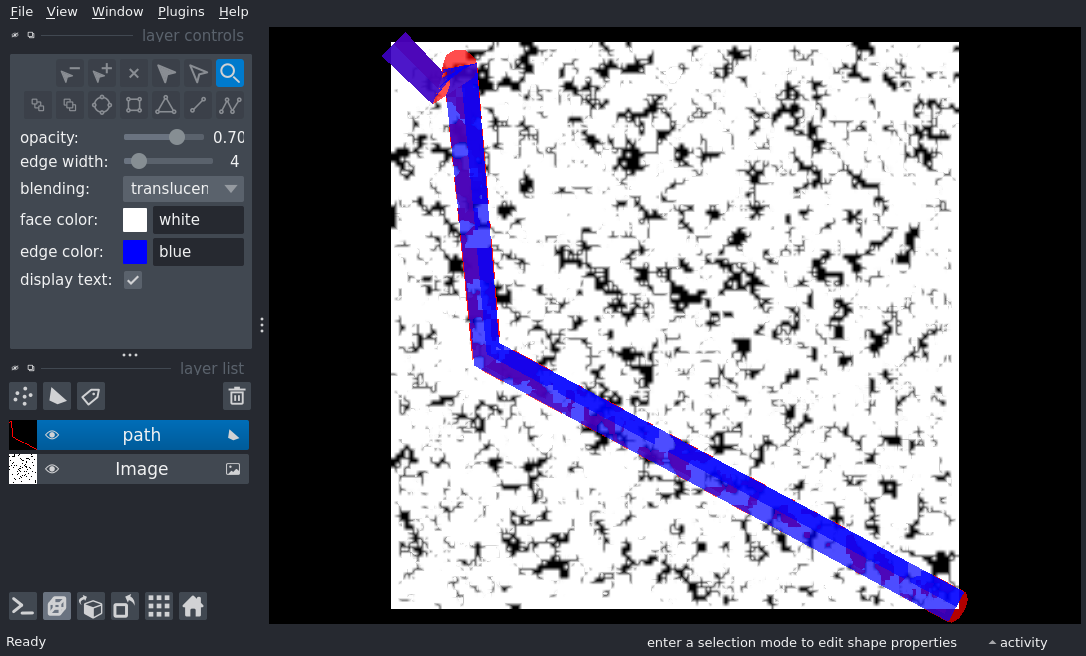 File View Window Plugins Help
layer controls
opacity: 0.70
edge width: 4
blending: translucen
face color: white
edge color: blue
display text:
layer list
path
Image
Ready
enter a selection mode to edit shape properties
activity